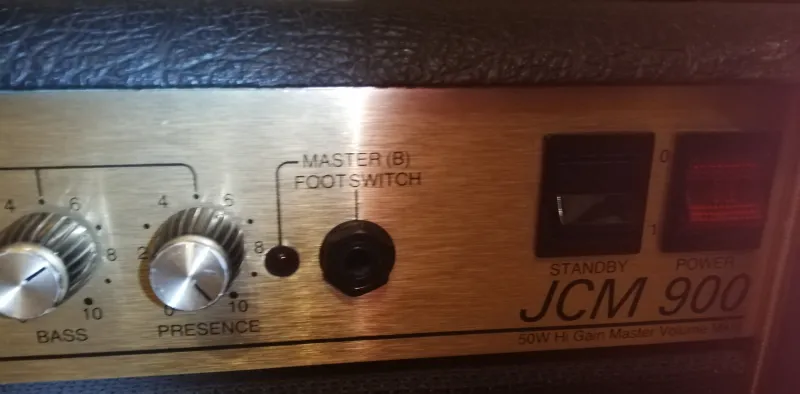 MASTER (B)
FOOTSWITCH
4 6
8
10
BASS
4 6
2 8
0 10
PRESENCE
0
1
STANDBY
POWER
JCM 900
50W Hi Gain Master Volume